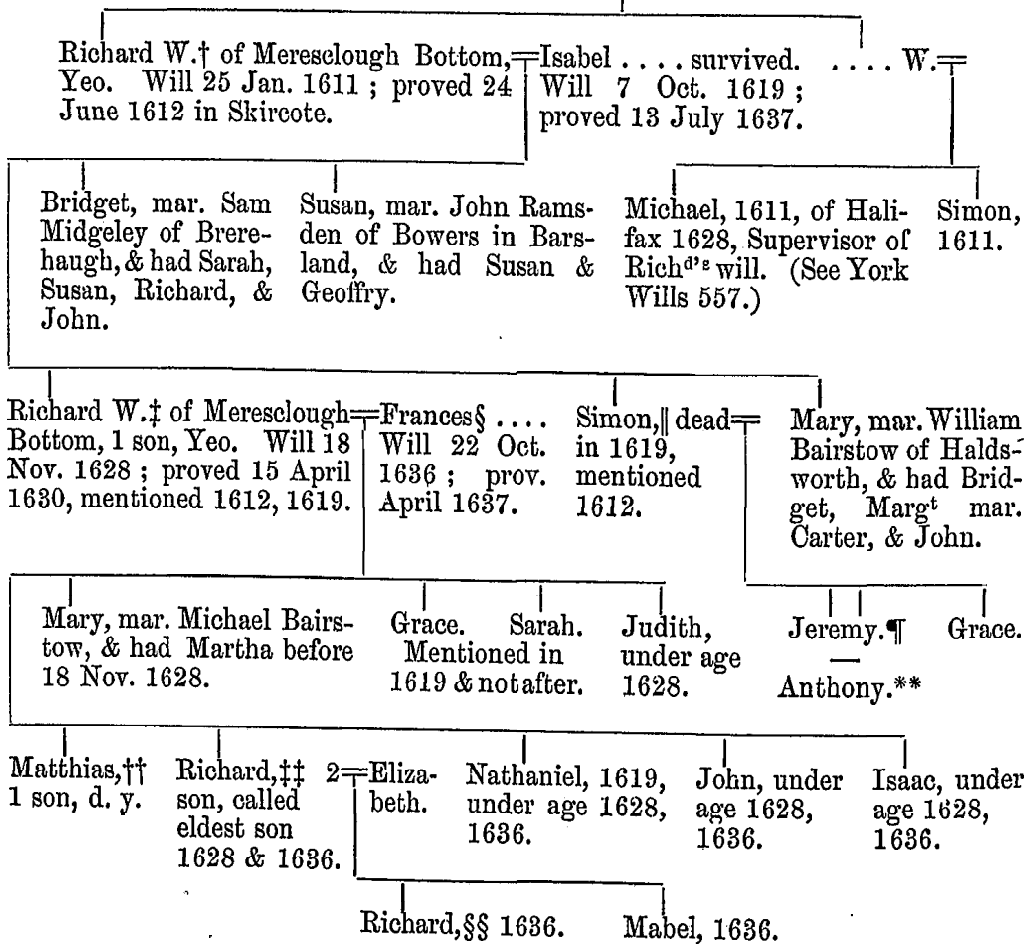 Richard W.† of Meresclough Bottom,
Yeo. Will 25 Jan. 1611 ; proved 24
June 1612 in Skircote.
Isabel . . . . survived.
Will 7 Oct. 1619 ;
proved 13 July 1637.
. . . . W.
Bridget, mar. Sam
Midgeley of Brere-
haugh, & had Sarah,
Susan, Richard, &
John.
Susan, mar. John Rams-
den of Bowers in Bars-
land, & had Susan &
Geoffry.
Michael, 1611, of Hali-
fax 1628, Supervisor of
Richᵈ'ˢ will. (See York
Wills 557.)
Simon,
1611.
Richard W.‡ of Meresclough
Bottom, 1 son, Yeo. Will 18
Nov. 1628 ; proved 15 April
1630, mentioned 1612, 1619.
Frances§ . . . .
Will 22 Oct.
1636 ; prov.
April 1637.
Simon,‖ dead
in 1619,
mentioned
1612.
Mary, mar. William
Bairstow of Halds-
worth, & had Brid-
get, Margᵗ mar.
Carter, & John.
Mary, mar. Michael Bairs-
tow, & had Martha before
18 Nov. 1628.
Grace. Sarah.
Mentioned in
1619 & not after.
Judith,
under age
1628.
Jeremy.¶
—
Anthony.**
Grace.
Matthias,††
1 son, d. y.
Richard,‡‡ 2
son, called
eldest son
1628 & 1636.
Eliza-
beth.
Nathaniel, 1619,
under age 1628,
1636.
John, under
age 1628,
1636.
Isaac, under
age 1628,
1636.
Richard,§§ 1636.
Mabel, 1636.